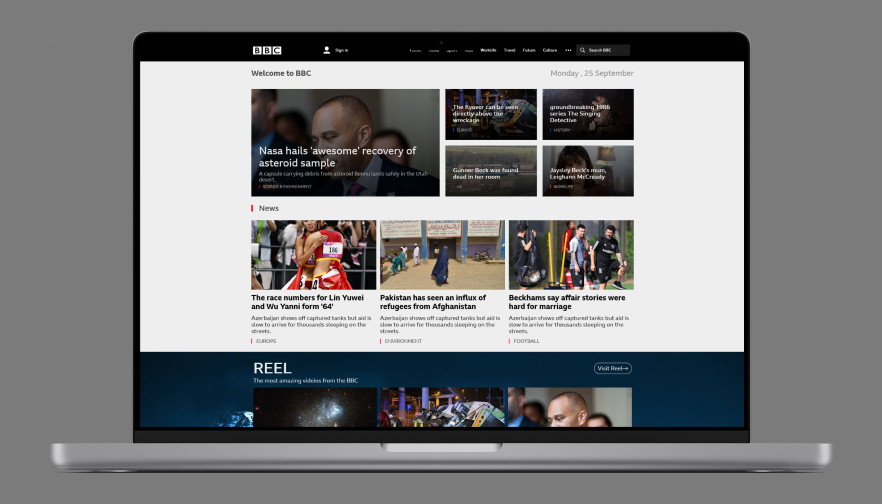 BBC
Sign in
Worklife Travel Future Culture
Search BBC
Welcome to BBC
Monday , 25 September
Nasa hails 'awesome' recovery of
asteroid sample
A capsule carrying debris from asteroid Bennu lands safely in the Utah
desert.
SCIENCE & ENVIRONMENT
The flyover can be seen
directly above the
wreckage
EUROPE
groundbreaking 1986
series The Singing
Detective
HISTORY
Gunner Beck was found
dead in her room
US
Jaysley Beck's mum,
Leighann McCready
WORKLIFE
News
186
The race numbers for Lin Yuwei
and Wu Yanni form '64'
Azerbaijan shows off captured tanks but aid is
slow to arrive for thousands sleeping on the
streets.
EUROPE
Pakistan has seen an influx of
refugees from Afghanistan
Azerbaijan shows off captured tanks but aid is
slow to arrive for thousands sleeping on the
streets.
ENVIRONMENT
Beckhams say affair stories were
hard for marriage
Azerbaijan shows off captured tanks but aid is
slow to arrive for thousands sleeping on the
streets.
FOOTBALL
REEL
The most amazing videios from the BBC
Visit Reel→